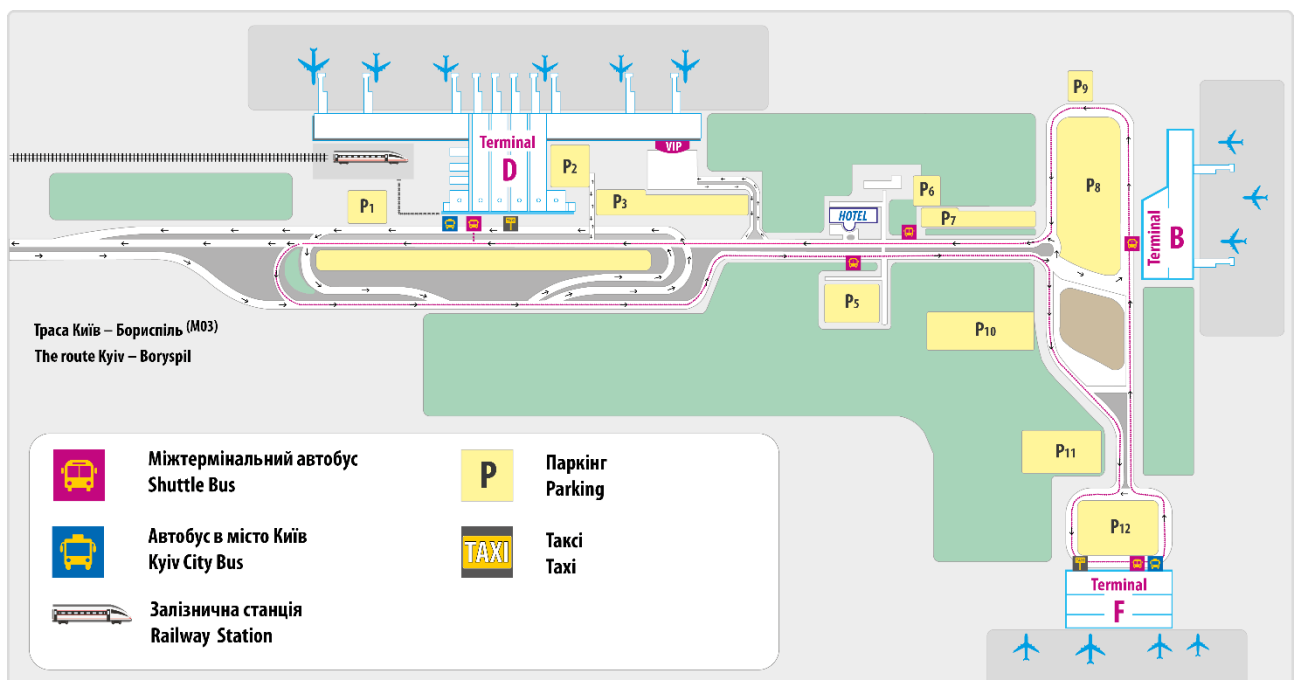 P9
VIP
Terminal
D
P2
P8
P6
P1
P3
P7
HOTEL
Terminal
B
P5
P10
Траса Київ – Бориспіль (М03)
The route Kyiv – Boryspil
P11
P12
Terminal
F
Міжтермінальний автобус
Shuttle Bus
Автобус в місто Київ
Kyiv City Bus
Залізнична станція
Railway Station
P
Паркінг
Parking
TAXI
Таксі
Taxi